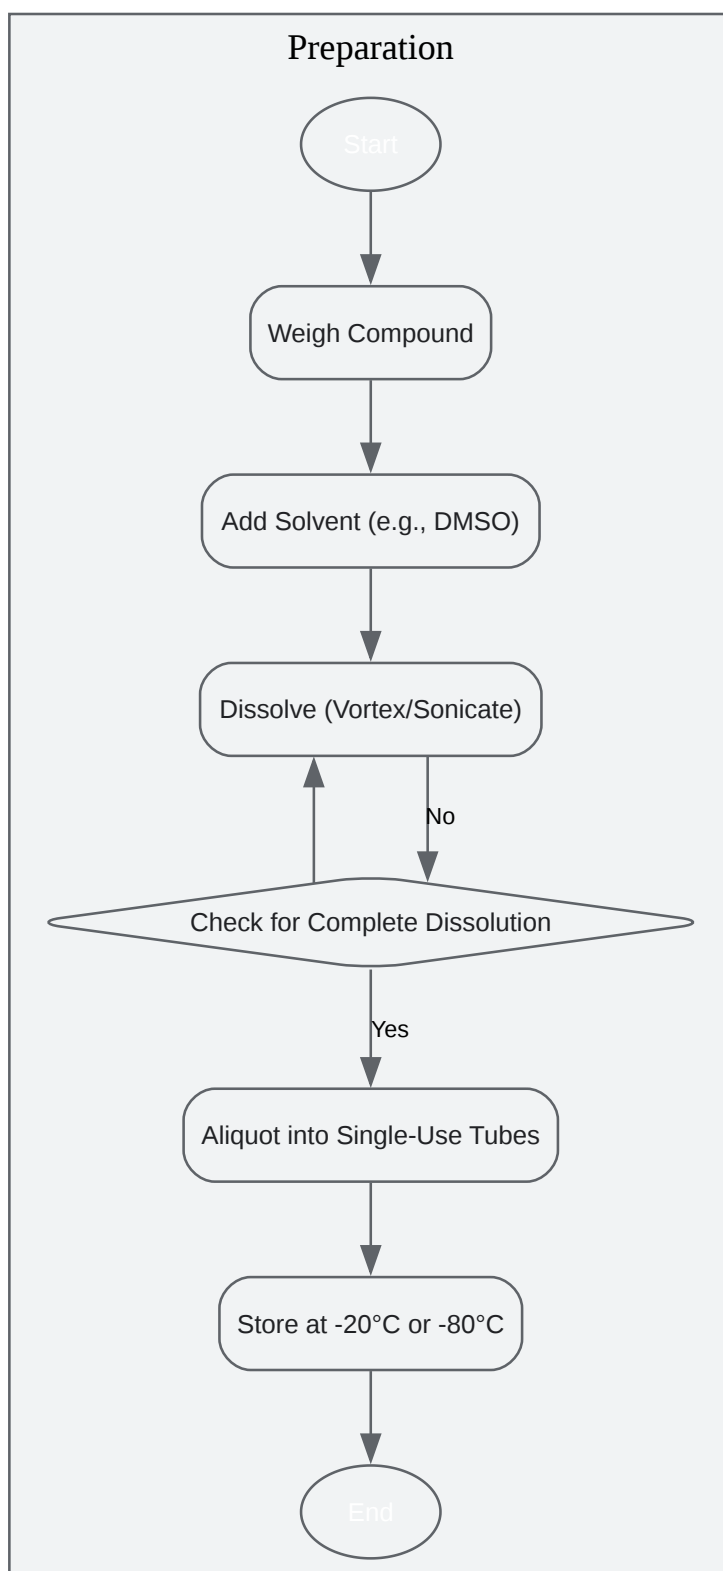 Preparation
Start
Weigh Compound
Add Solvent (e.g., DMSO)
Dissolve (Vortex/Sonicate)
No
Check for Complete Dissolution
Yes
Aliquot into Single-Use Tubes
Store at -20°C or -80°C
End